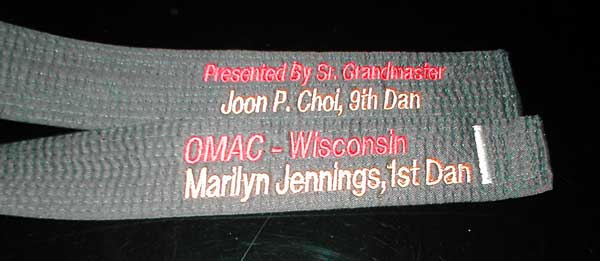 Presented By Sr. Grandmaster
Joon P. Choi, 9th Dan
OMAC - Wisconsin
Marilyn Jennings,1st Dan